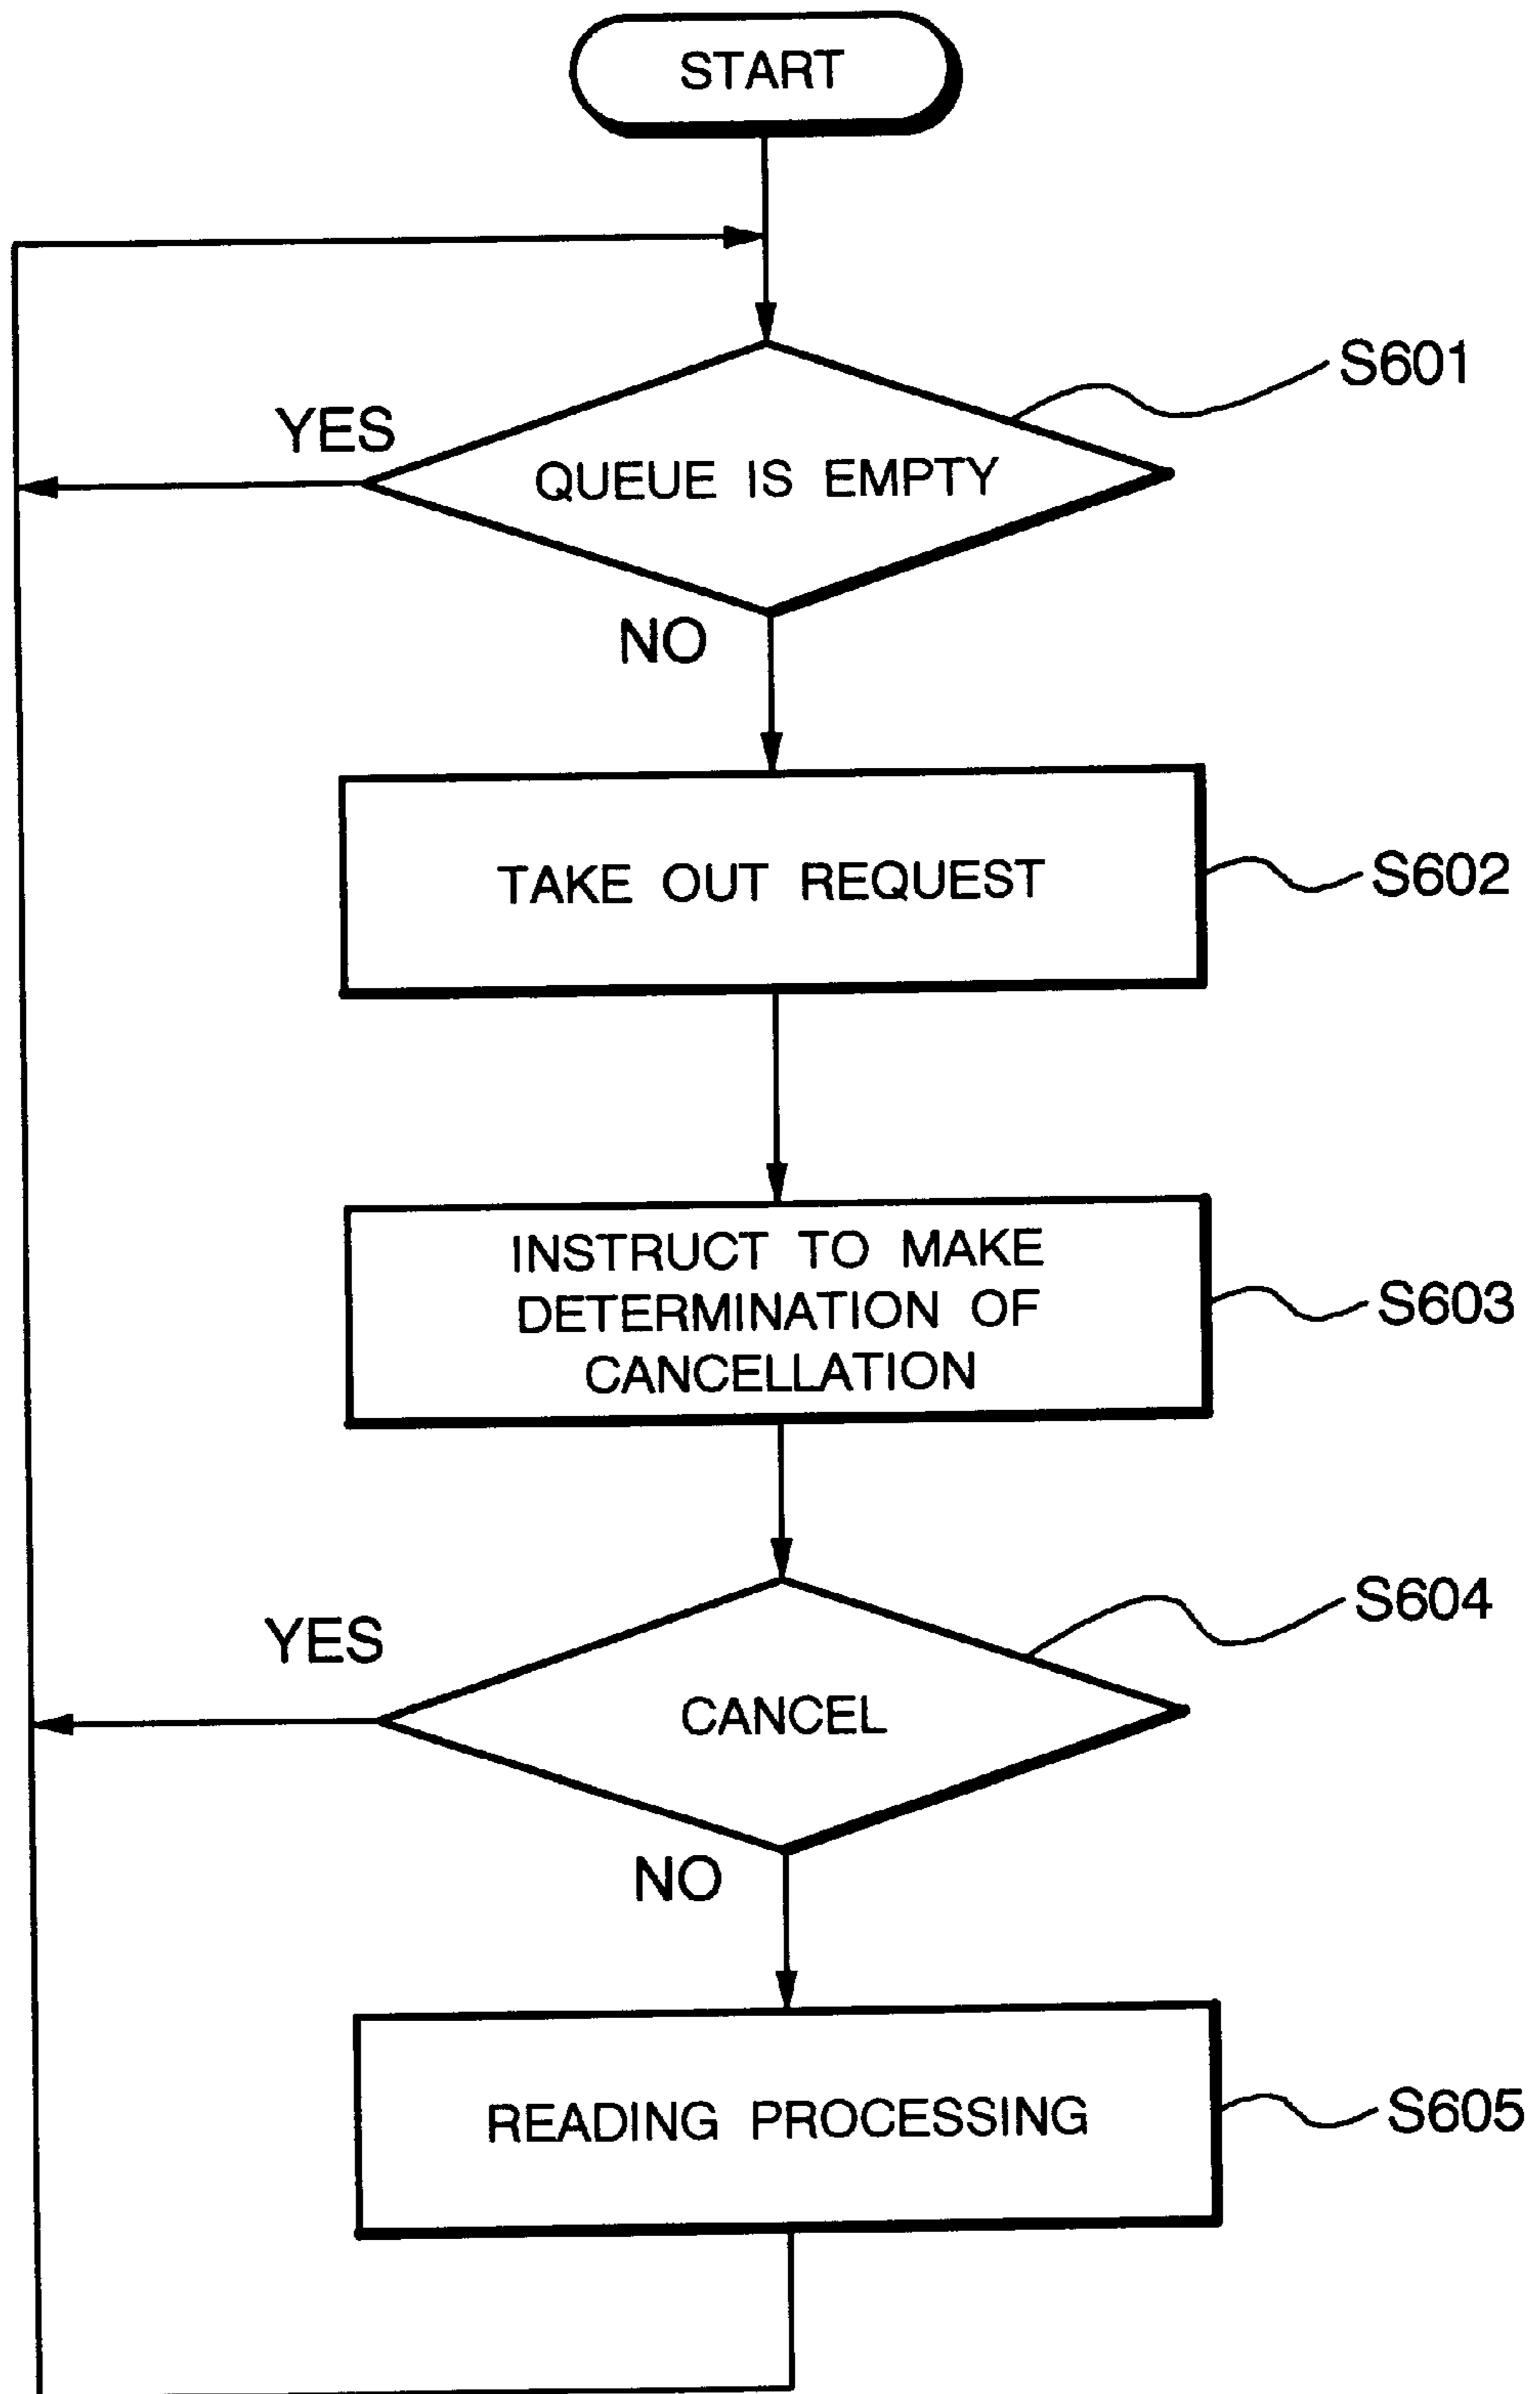 START
S601
YES
QUEUE IS EMPTY
NO
TAKE OUT REQUEST
S602
INSTRUCT TO MAKE
DETERMINATION OF
CANCELLATION
S603
S604
YES
CANCEL
NO
READING PROCESSING
S605